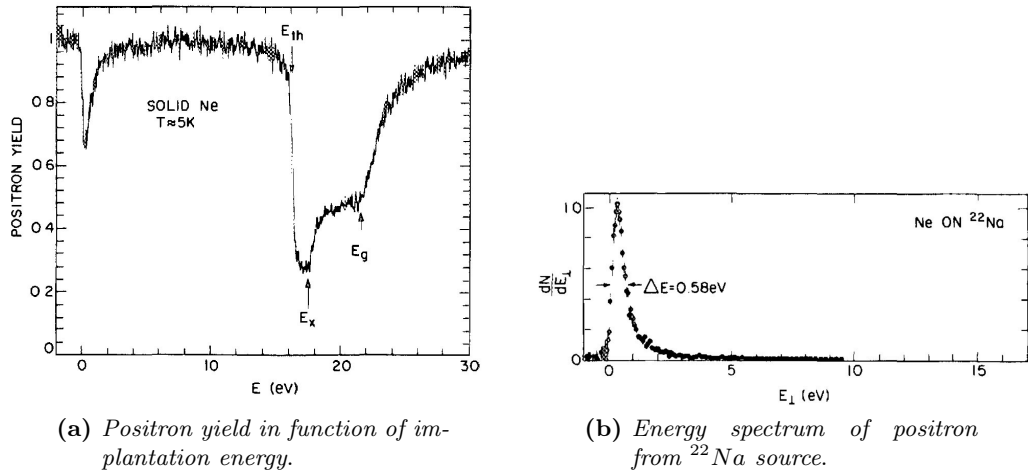 POSITRON YIELD
1
0.8
0.6
0.4
0.2
0
0
10
20
30
E (eV)
SOLID Ne
T≈5K
E_th
E_x
E_g
dN/dE⊥
1.0
0
0
5
10
15
E⊥ (eV)
Ne ON ²²Na
ΔE=0.58eV
(a) Positron yield in function of im-
plantation energy.
(b) Energy spectrum of positron
from ²²Na source.